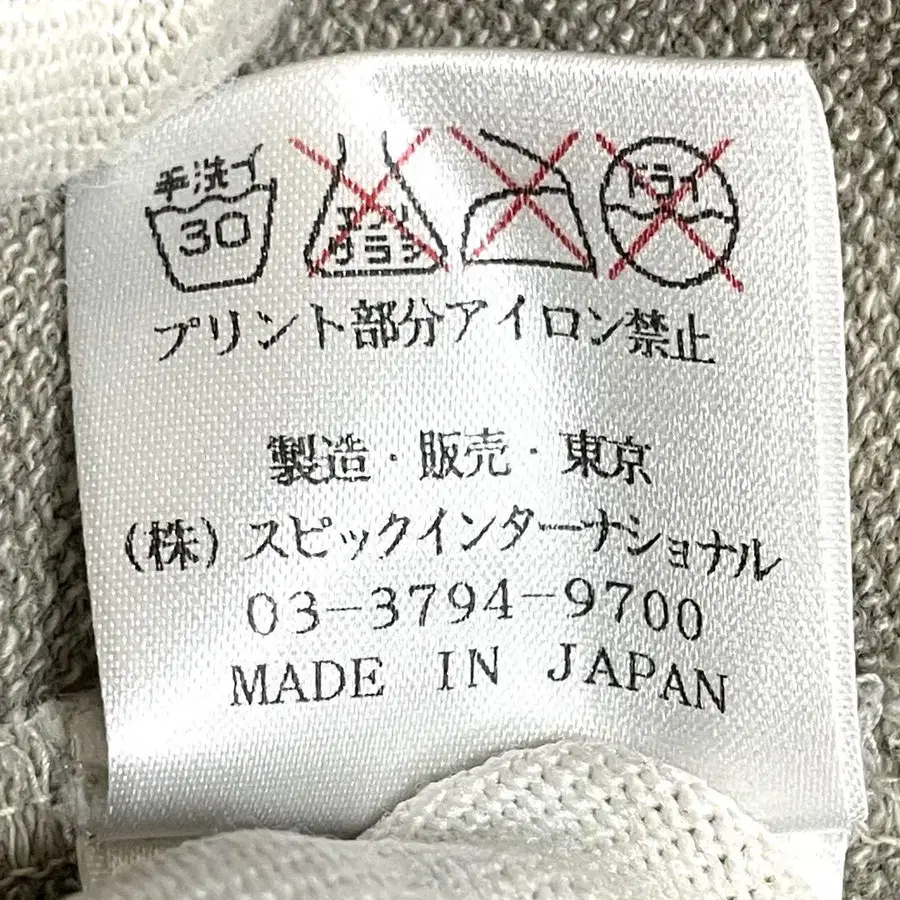 手洗イ
30
エンソ
サラシ
ドライ
プリント部分アイロン禁止
製造・販売・東京
(株)スピックインターナショナル
03-3794-9700
MADE IN JAPAN